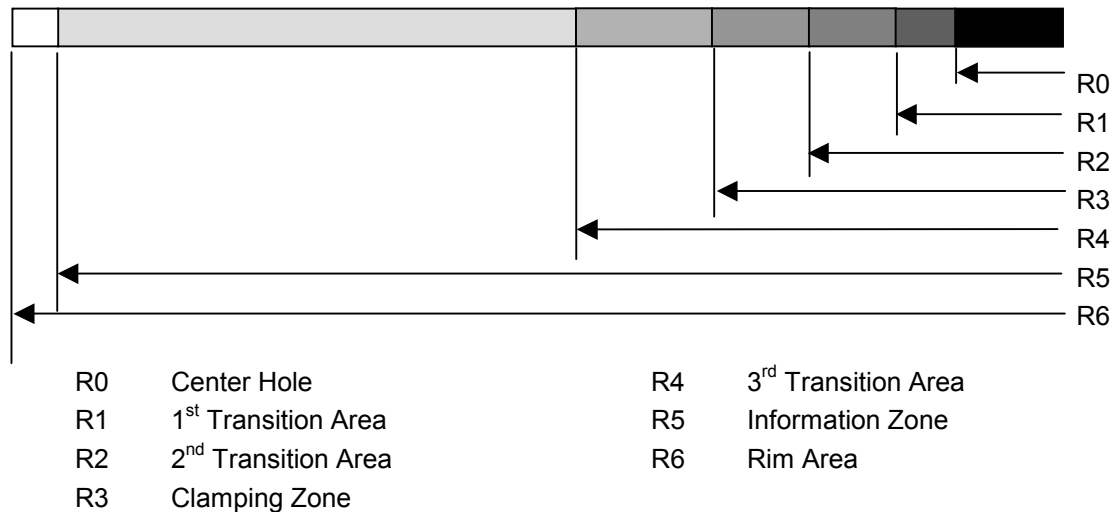 R0
R1
R2
R3
R4
R5
R6
R0 Center Hole
R1 1st Transition Area
R2 2nd Transition Area
R3 Clamping Zone
R4 3rd Transition Area
R5 Information Zone
R6 Rim Area